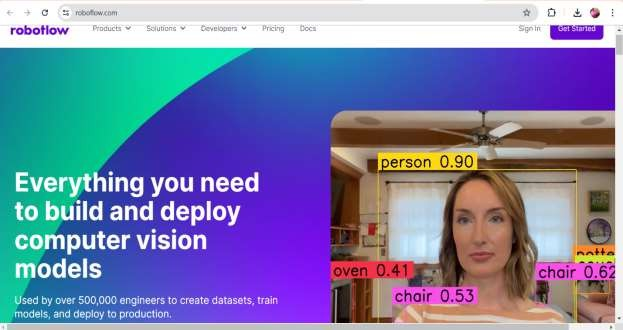 roboflow.com
roboflow
Products
Solutions
Developers
Pricing
Docs
Sign In
Get Started
Everything you need
to build and deploy
computer vision
models
Used by over 500,000 engineers to create datasets, train
models, and deploy to production.
person 0.90
oven 0.41
chair 0.53
chair 0.62